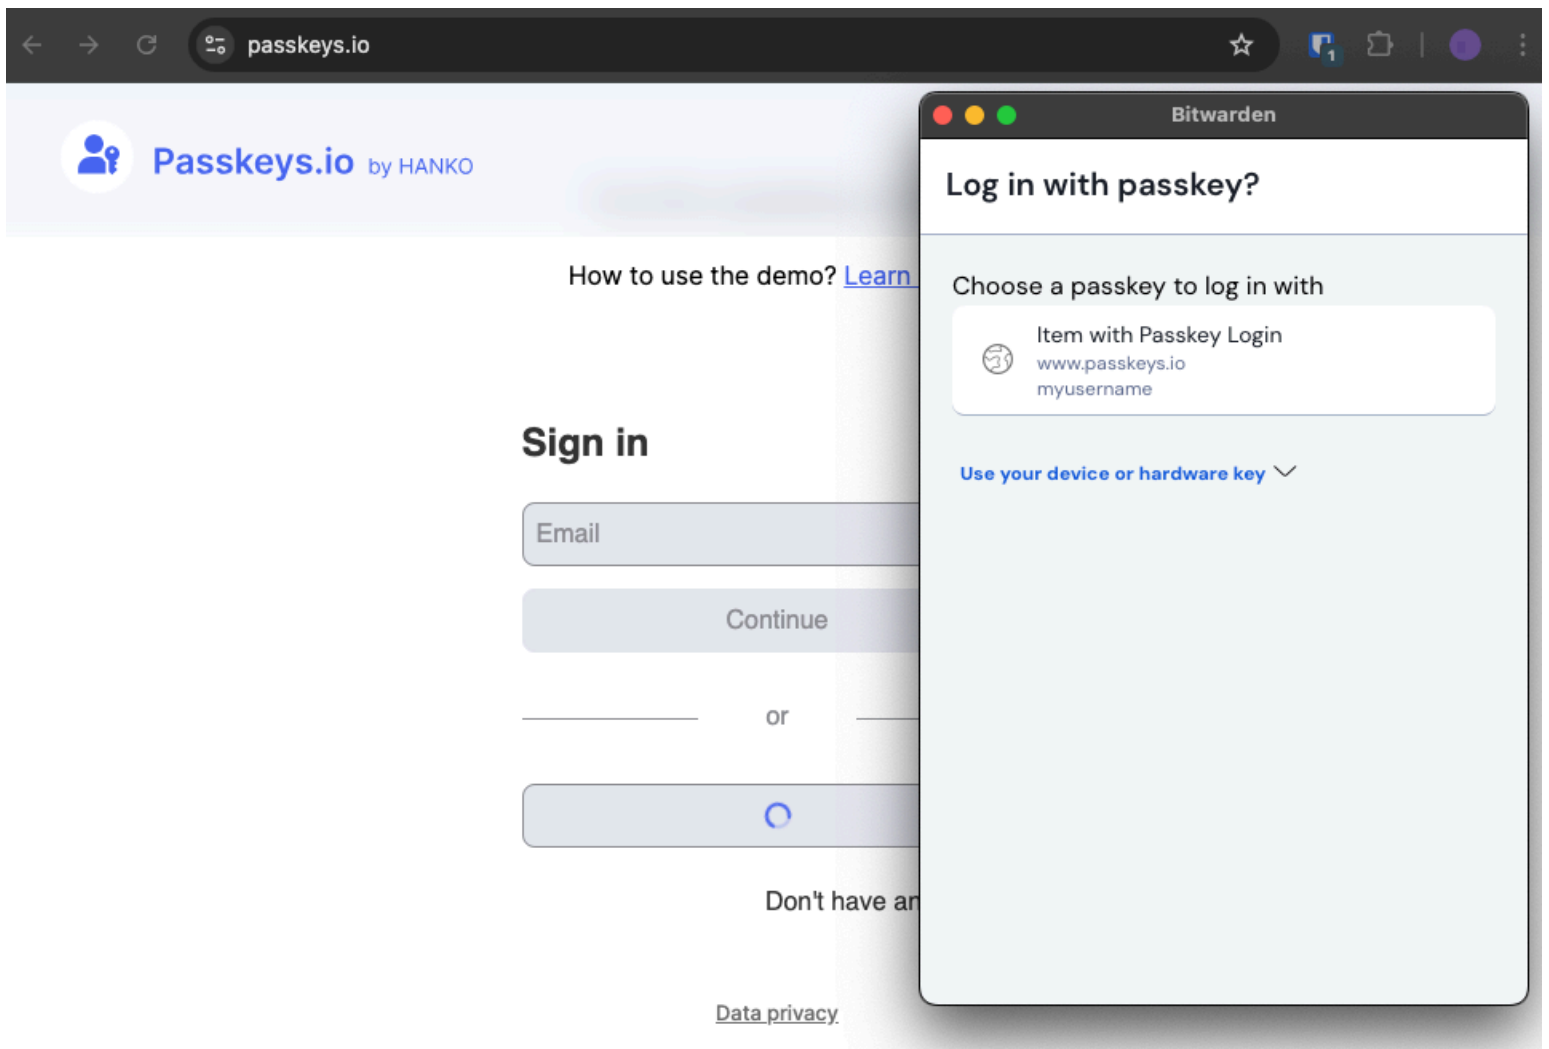 passkeys.io
1
Passkeys.io by HANKO
How to use the demo? Learn
Sign in
Email
Continue
or
Don't have an
Data privacy
Bitwarden
Log in with passkey?
Choose a passkey to log in with
Item with Passkey Login
www.passkeys.io
myusername
Use your device or hardware key